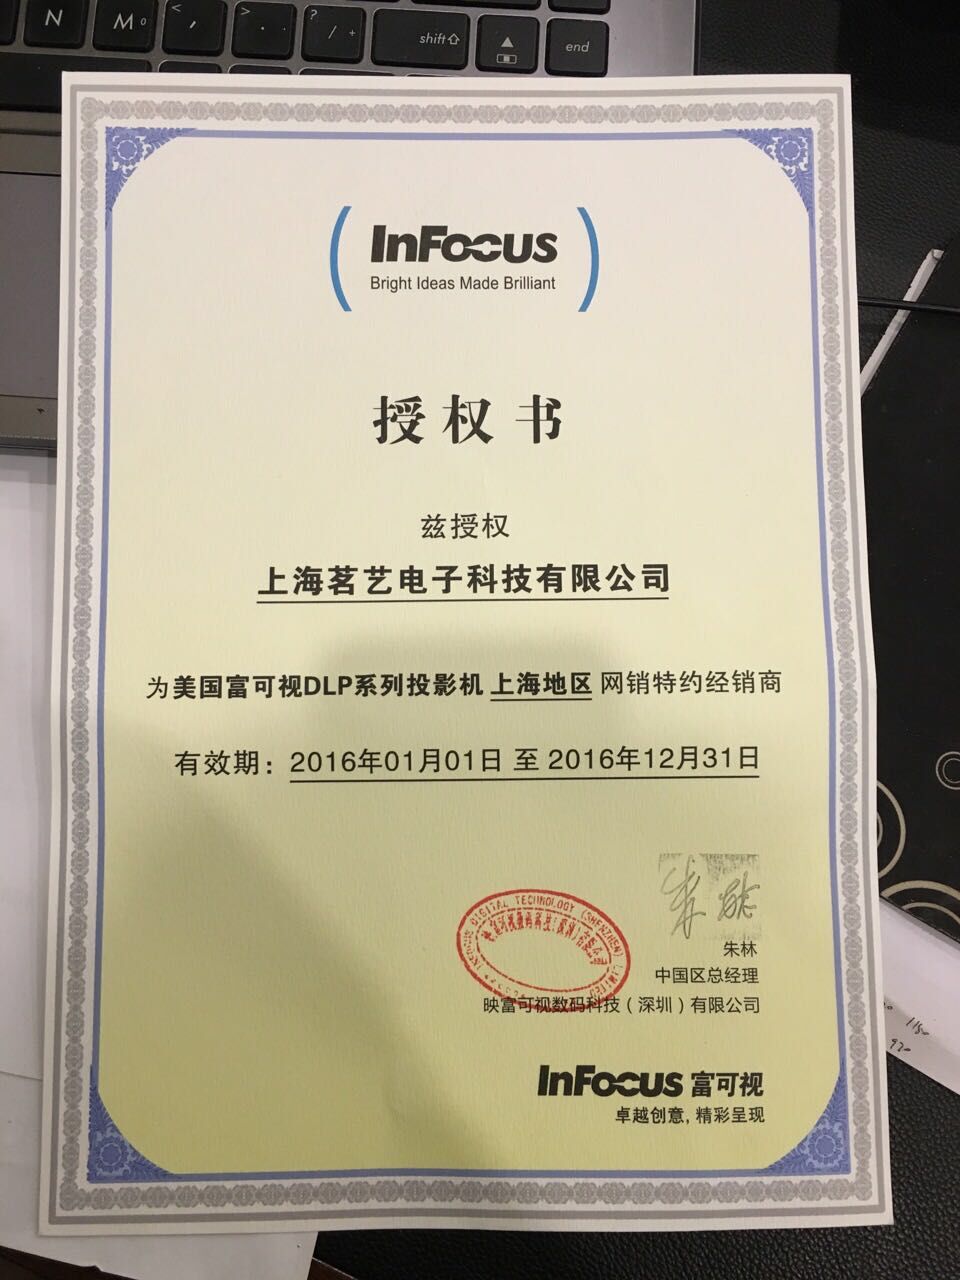 N
M
<
,
>
.
?
/
shift
end
InFocus
Bright Ideas Made Brilliant
授权书
兹授权
上海茗艺电子科技有限公司
为美国富可视DLP系列投影机 上海地区 网销特约经销商
有效期：2016年01月01日 至 2016年12月31日
DIGITAL TECHNOLOGY (SHENZHEN) LIMITED
朱林
中国区总经理
映富可视数码科技（深圳）有限公司
InFocus 富可视
卓越创意, 精彩呈现